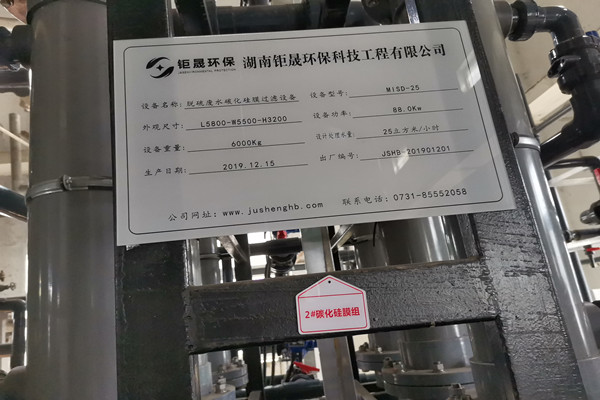 钜晟环保 湖南钜晟环保科技工程有限公司
设备名称: 脱硫废水碳化硅膜过滤设备 设备型号: MISD-25
外观尺寸: L5800-W5500-H3200 设备功率: 88.0Kw
设备重量: 6000Kg 设计处理水量: 25立方米/小时
生产日期: 2019.12.15 出厂编号: JSHB-201901201
公司网址: www.jushenghb.com 联系电话: 0731-85552058
2#碳化硅膜组